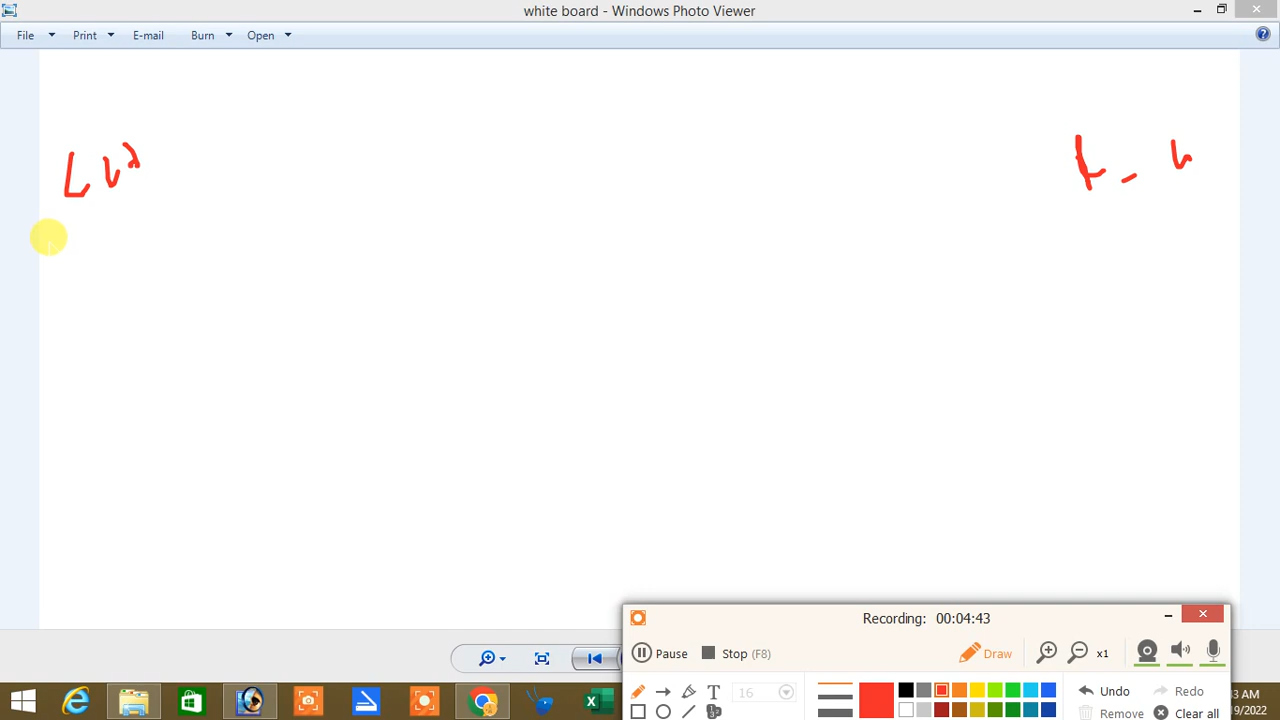 white board - Windows Photo Viewer
File Print E-mail Burn Open
Recording: 00:04:43
Pause Stop (F8) Draw x1
16 Undo Redo
Remove Clear all